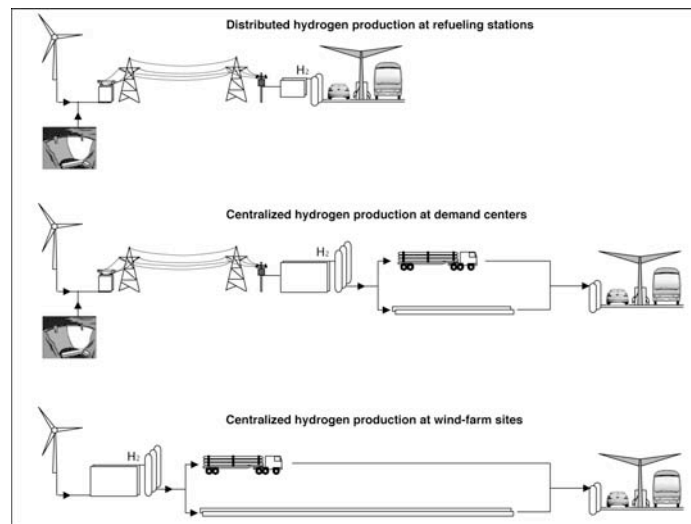 Distributed hydrogen production at refueling stations
H₂
Centralized hydrogen production at demand centers
H₂
Centralized hydrogen production at wind-farm sites
H₂